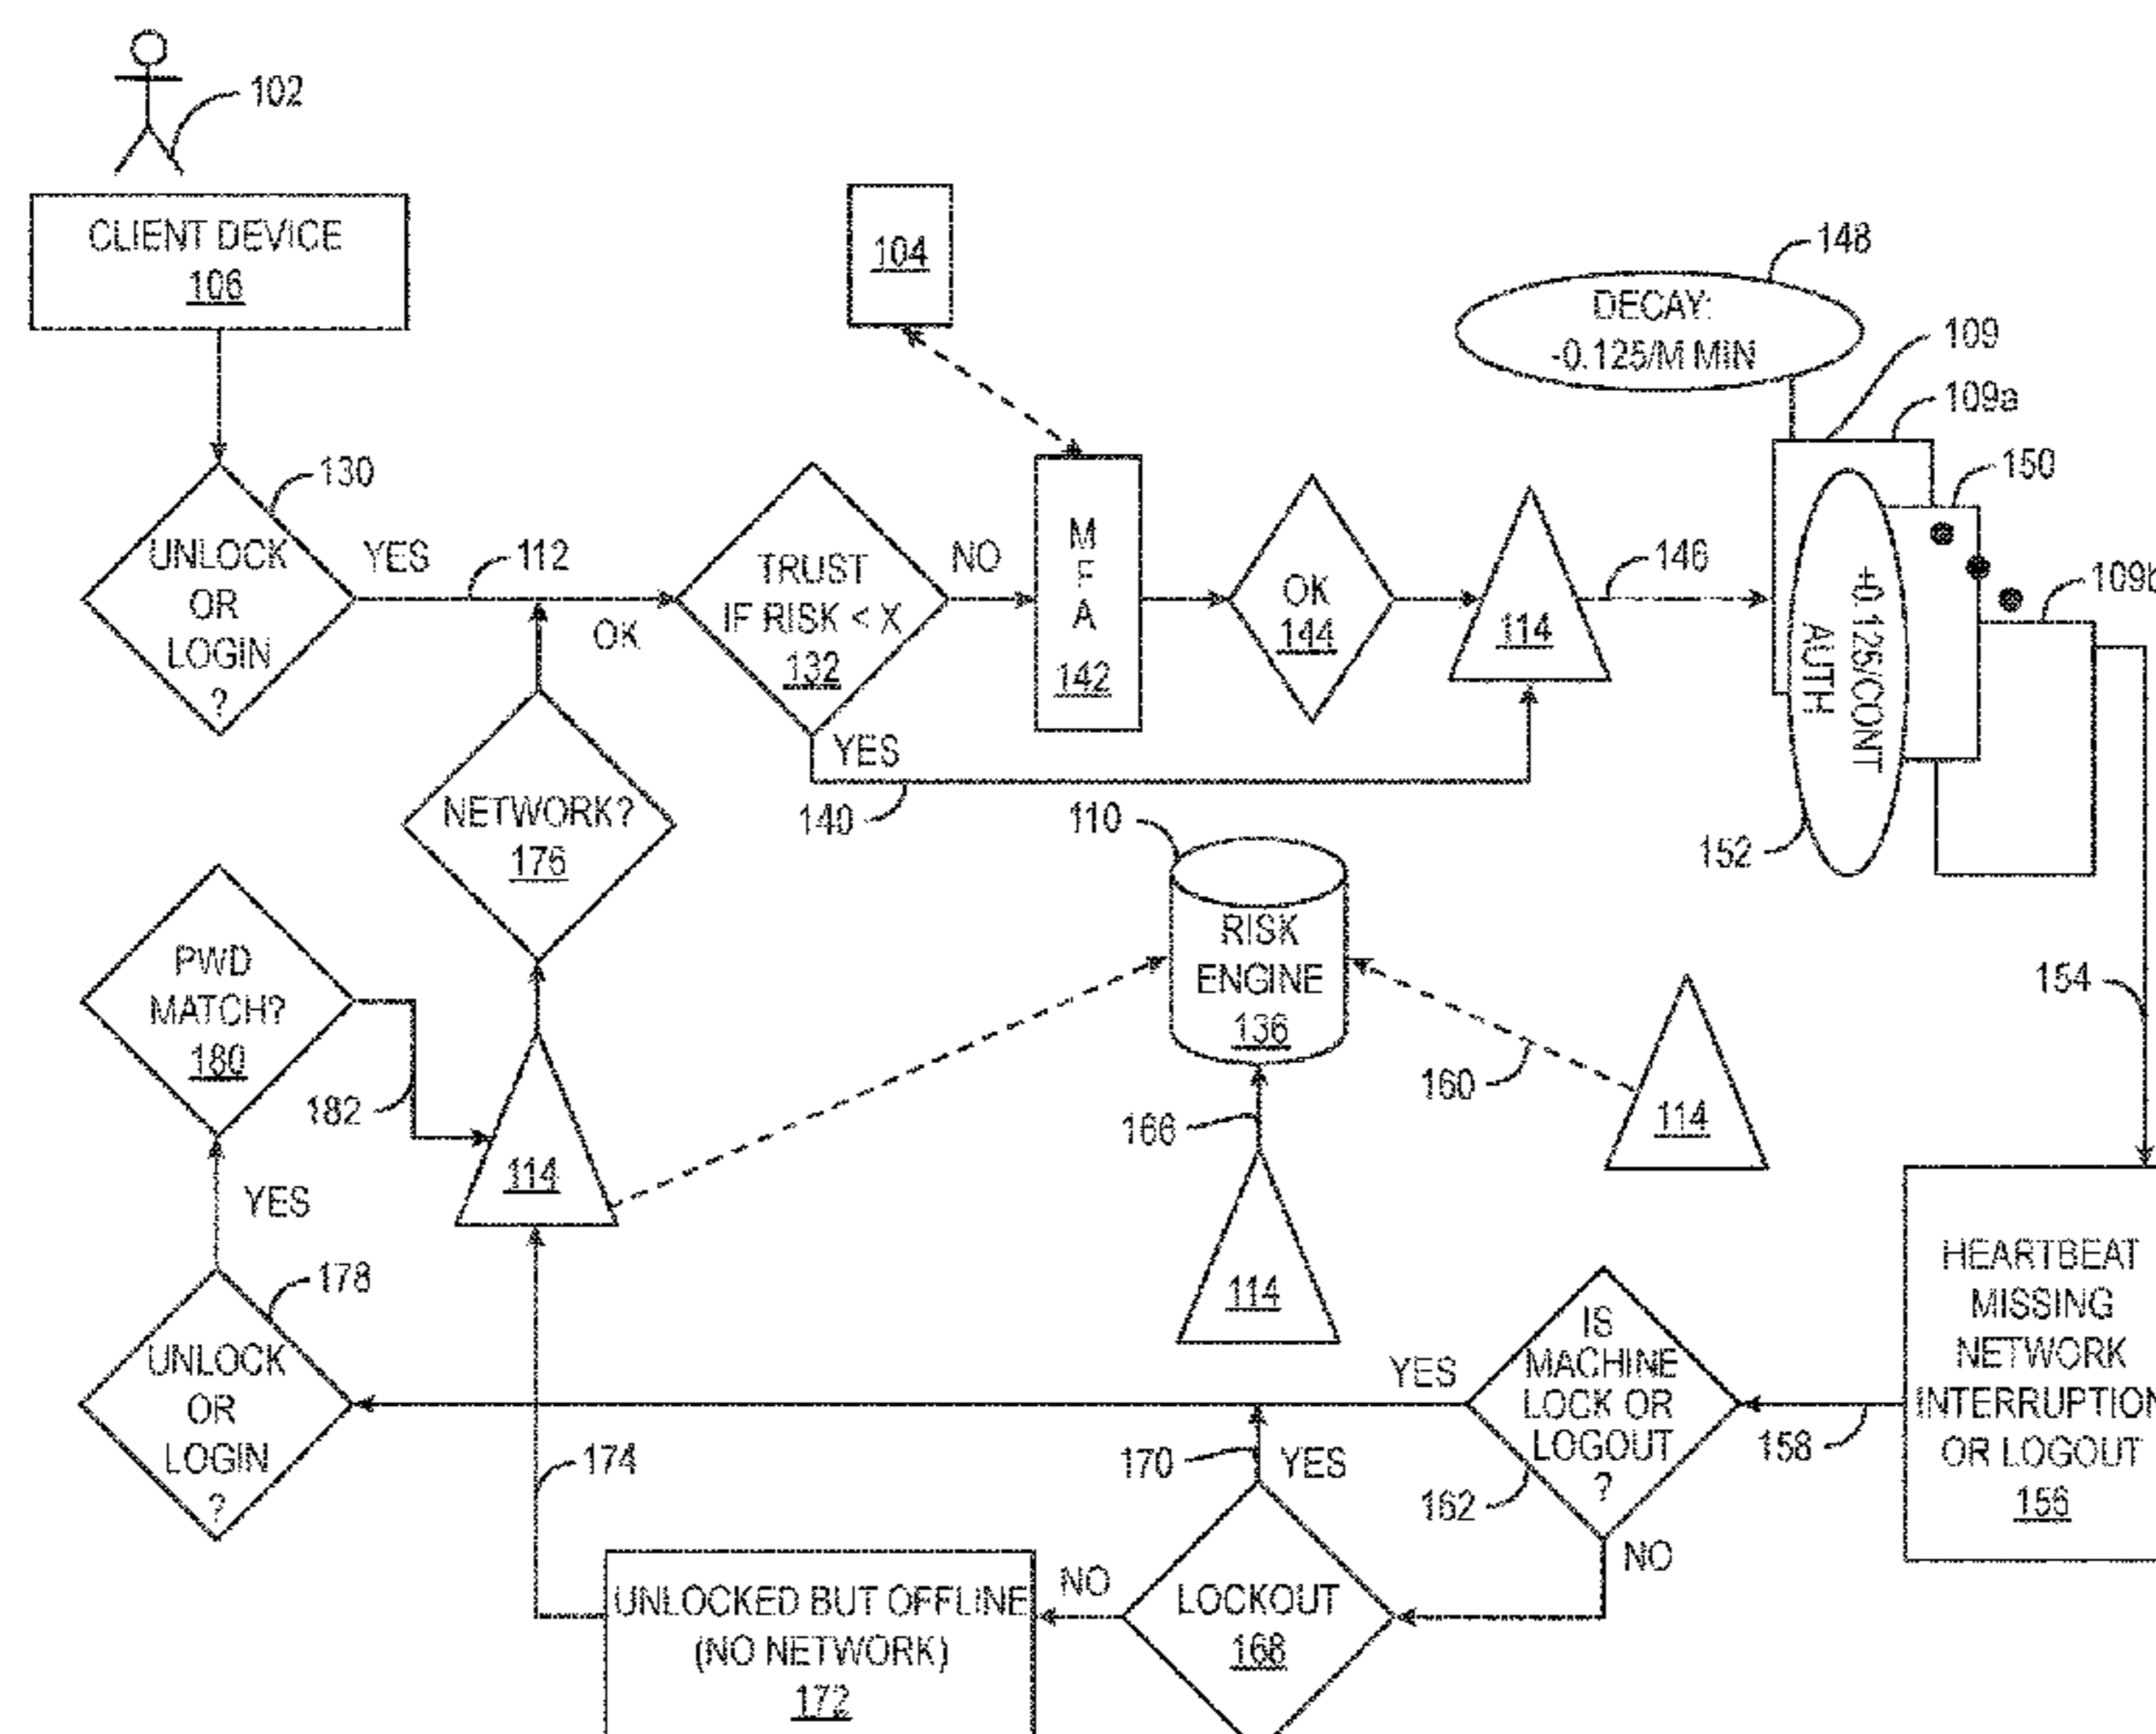 102
CLIENT DEVICE
106
104
148
DECAY:
-0.125/M MIN
109
109a
150
130
UNLOCK
OR
LOGIN
?
YES
112
OK
TRUST
IF RISK < X
132
NO
YES
140
M
F
A
142
OK
144
114
146
+0.125/CONT
AUTH
152
109b
154
NETWORK?
176
110
RISK
ENGINE
136
160
114
166
114
PWD
MATCH?
180
182
114
YES
178
UNLOCK
OR
LOGIN
?
174
YES
IS
MACHINE
LOCK OR
LOGOUT
?
162
NO
158
HEARTBEAT
MISSING
NETWORK
INTERRUPTION
OR LOGOUT
156
170
YES
LOCKOUT
168
NO
UNLOCKED BUT OFFLINE
(NO NETWORK)
172